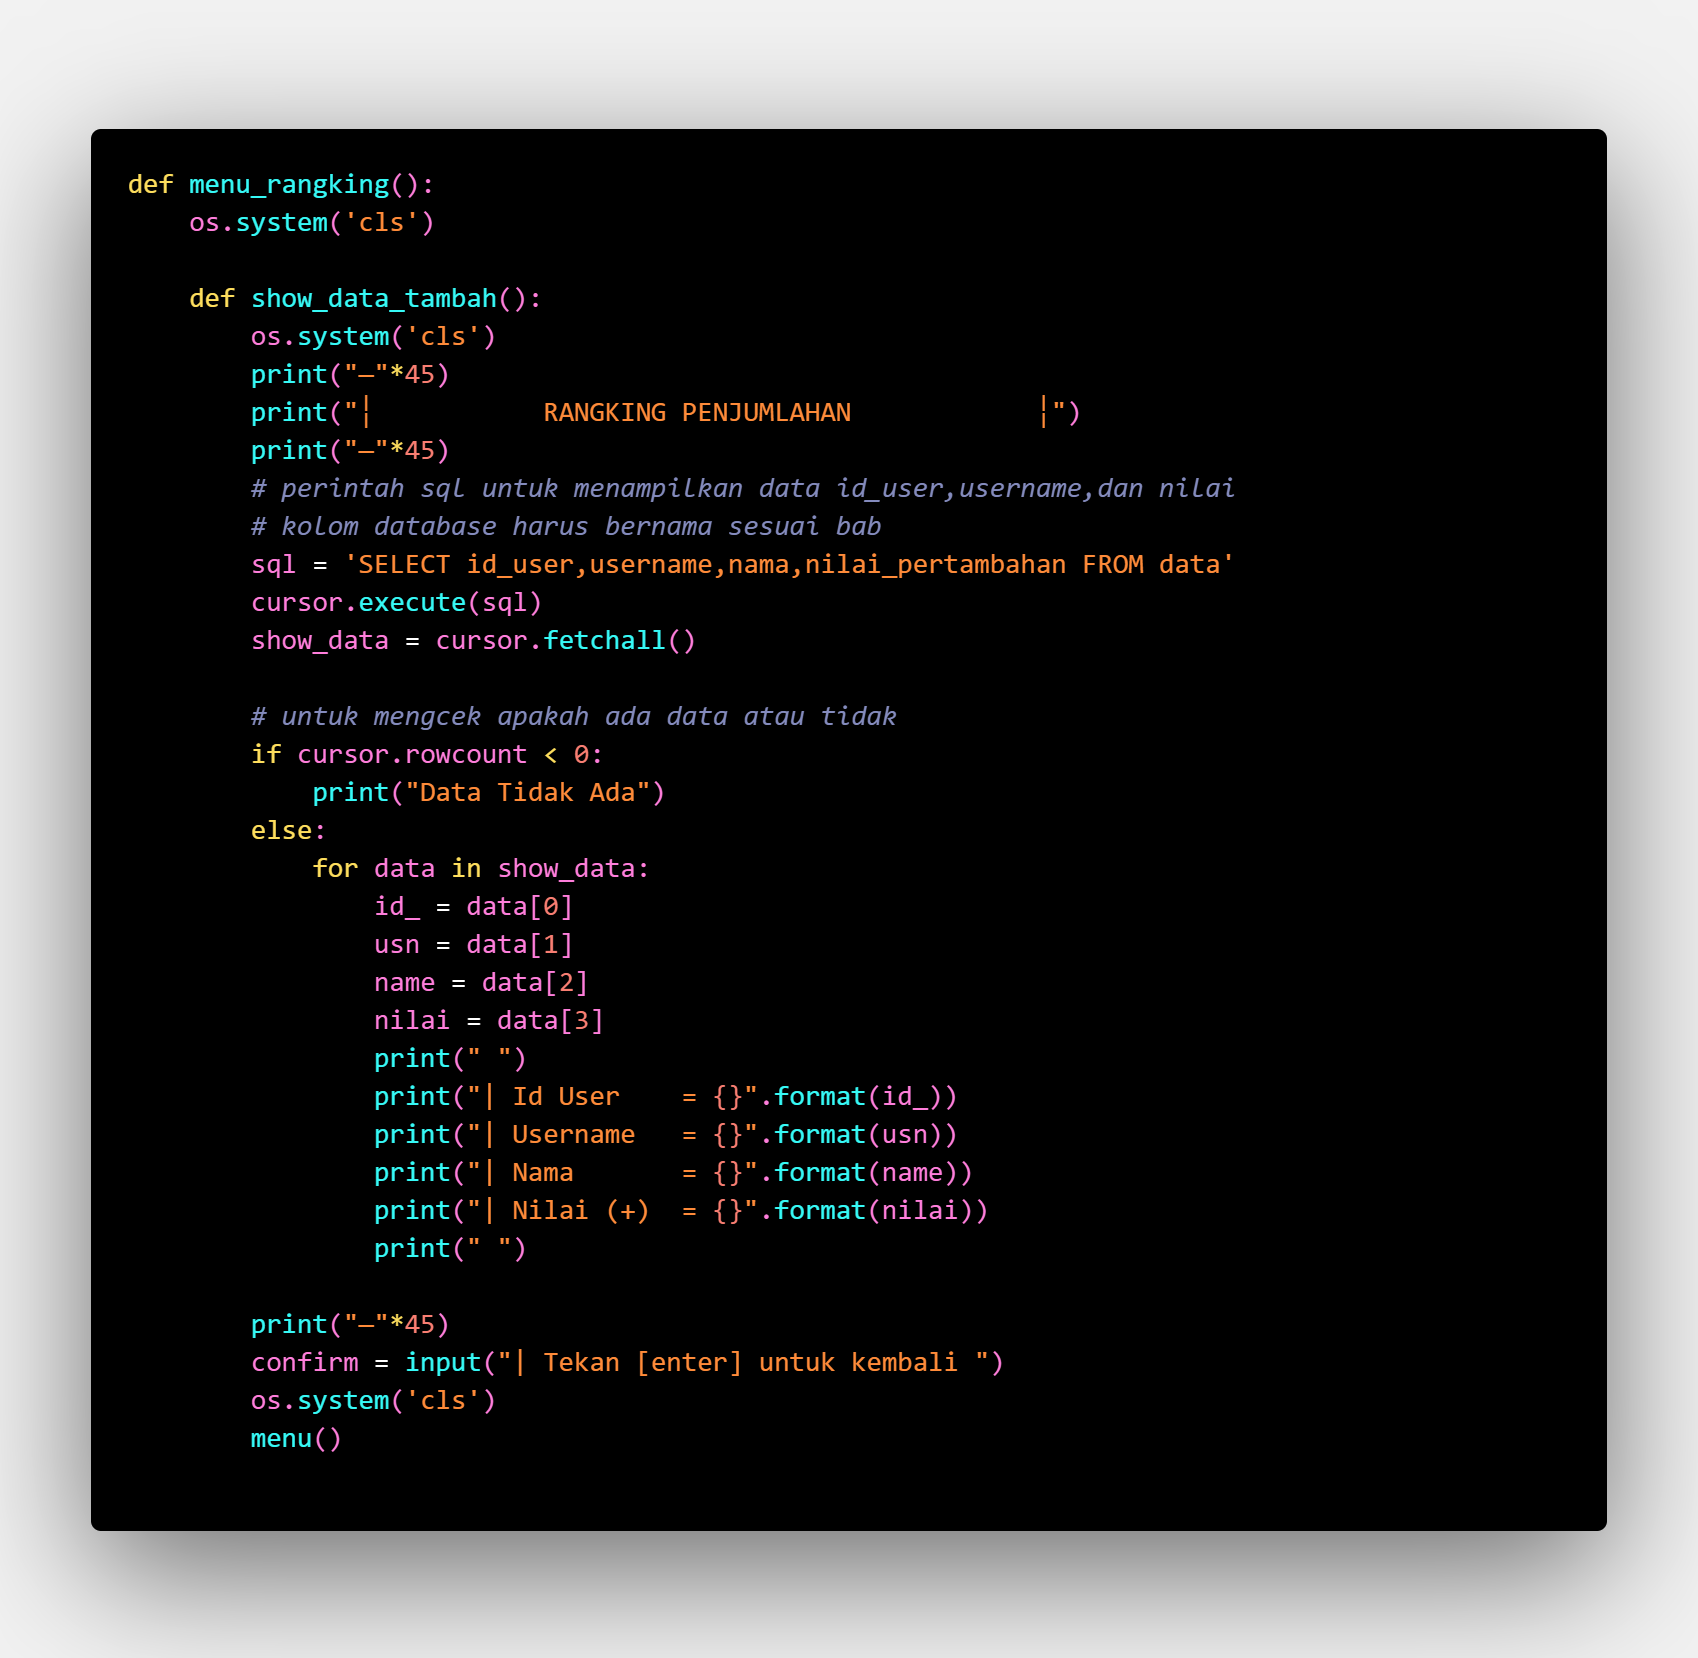 def menu_rangking():
    os.system('cls')

    def show_data_tambah():
        os.system('cls')
        print("—"*45)
        print("¦           RANGKING PENJUMLAHAN            ¦")
        print("—"*45)
        # perintah sql untuk menampilkan data id_user,username,dan nilai
        # kolom database harus bernama sesuai bab
        sql = 'SELECT id_user,username,nama,nilai_pertambahan FROM data'
        cursor.execute(sql)
        show_data = cursor.fetchall()

        # untuk mengcek apakah ada data atau tidak
        if cursor.rowcount < 0:
            print("Data Tidak Ada")
        else:
            for data in show_data:
                id_ = data[0]
                usn = data[1]
                name = data[2]
                nilai = data[3]
                print(" ")
                print("| Id User    = {}".format(id_))
                print("| Username   = {}".format(usn))
                print("| Nama       = {}".format(name))
                print("| Nilai (+)  = {}".format(nilai))
                print(" ")

        print("—"*45)
        confirm = input("| Tekan [enter] untuk kembali ")
        os.system('cls')
        menu()